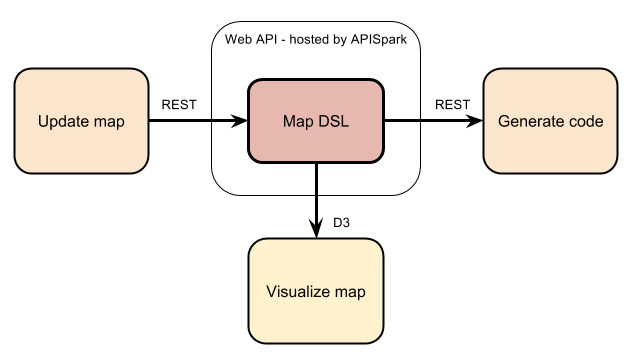 Web API - hosted by APISpark
Update map
REST
Map DSL
REST
Generate code
D3
Visualize map